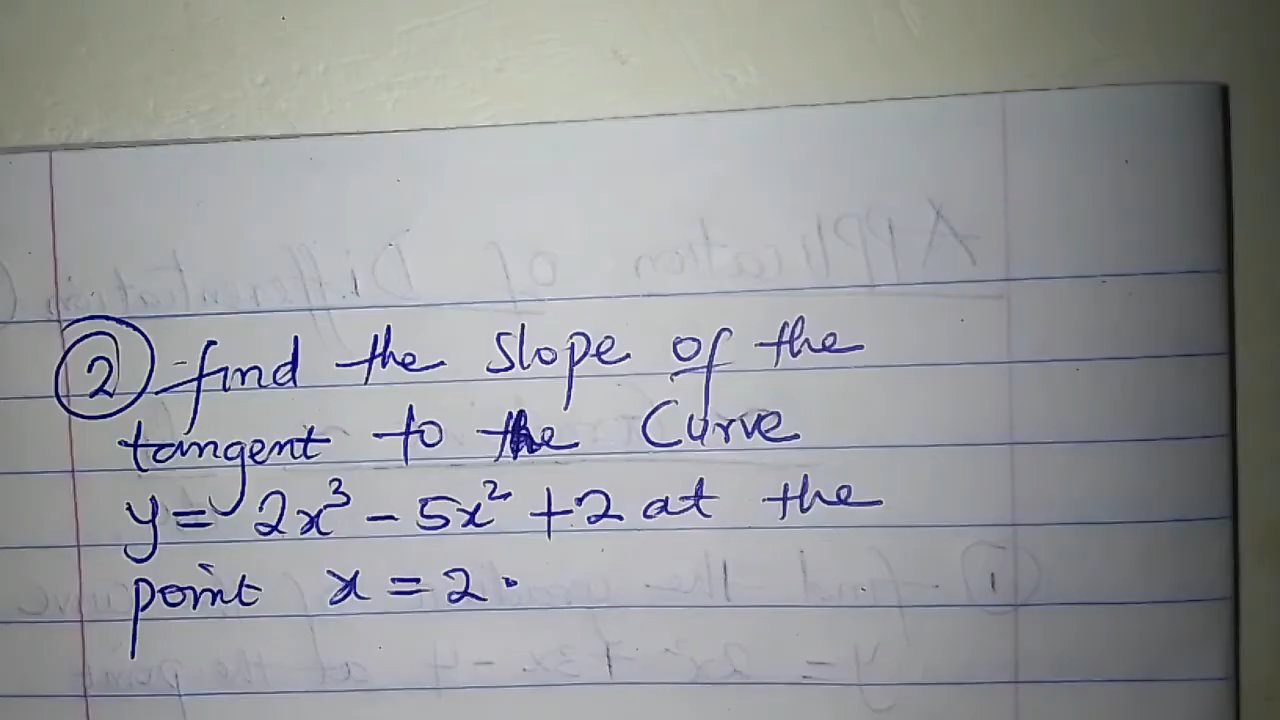 ② find the slope of the
tangent to the Curve
y = 2x³ - 5x² + 2 at the
point x = 2.